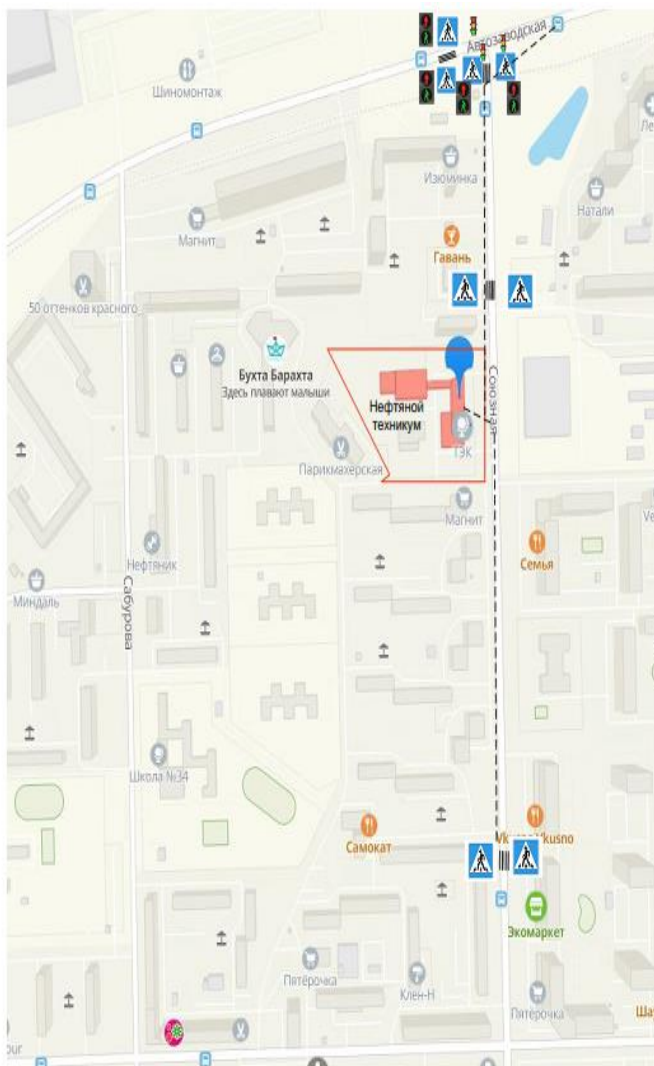 Автозаводская
Шиномонтаж
Изюминка
Натали
Магнит
Гавань
50 оттенков красного
Бухта Барахта
Здесь плавают малыши
Нефтяной
техникум
Союзная
ТЭК
Парикмахерская
Магнит
Нефтяник
Семья
Миндаль
Сабурова
Школа №34
Самокат
Экомаркет
Пятёрочка
Клен-Н
Пятёрочка